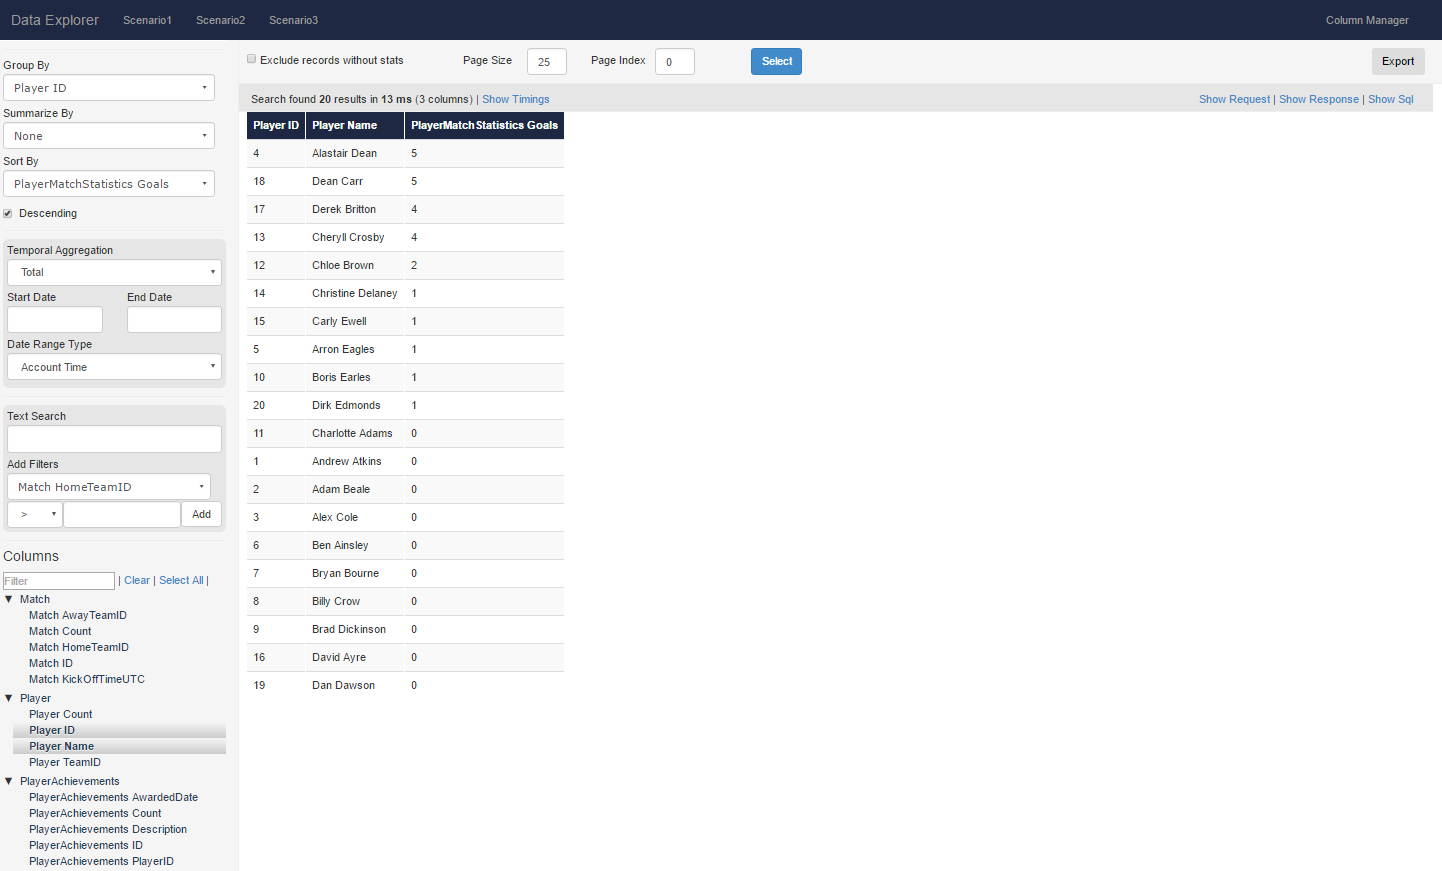 Data Explorer Scenario1 Scenario2 Scenario3 Column Manager
Group By
Player ID
Summarize By
None
Sort By
PlayerMatchStatistics Goals
Descending
Temporal Aggregation
Total
Start Date End Date
Date Range Type
Account Time
Text Search
Add Filters
Match HomeTeamID
> Add
Columns
Filter | Clear | Select All |
Match
Match AwayTeamID
Match Count
Match HomeTeamID
Match ID
Match KickOffTimeUTC
Player
Player Count
Player ID
Player Name
Player TeamID
PlayerAchievements
PlayerAchievements AwardedDate
PlayerAchievements Count
PlayerAchievements Description
PlayerAchievements ID
PlayerAchievements PlayerID
Exclude records without stats Page Size 25 Page Index 0 Select Export
Search found 20 results in 13 ms (3 columns) | Show Timings Show Request | Show Response | Show Sql
Player ID Player Name PlayerMatchStatistics Goals
4 Alastair Dean 5
18 Dean Carr 5
17 Derek Britton 4
13 Cheryll Crosby 4
12 Chloe Brown 2
14 Christine Delaney 1
15 Carly Ewell 1
5 Arron Eagles 1
10 Boris Earles 1
20 Dirk Edmonds 1
11 Charlotte Adams 0
1 Andrew Atkins 0
2 Adam Beale 0
3 Alex Cole 0
6 Ben Ainsley 0
7 Bryan Bourne 0
8 Billy Crow 0
9 Brad Dickinson 0
16 David Ayre 0
19 Dan Dawson 0